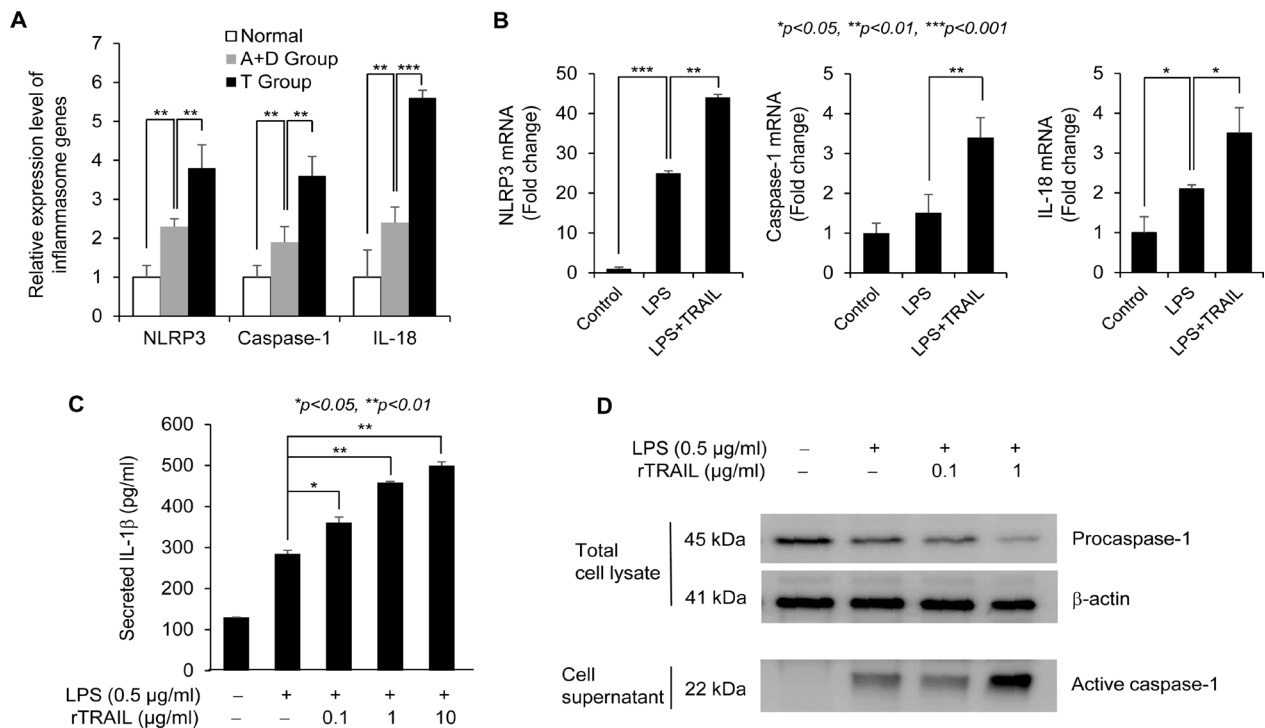 A
Relative expression level of
inflammasome genes
7
6
5
4
3
2
1
0
Normal
A+D Group
T Group
** **
** **
** ***
NLRP3 Caspase-1 IL-18
B
*p<0.05, **p<0.01, ***p<0.001
NLRP3 mRNA
(Fold change)
50
40
30
20
10
0
*** **
Control LPS LPS+TRAIL
Caspase-1 mRNA
(Fold change)
5
4
3
2
1
0
**
Control LPS LPS+TRAIL
IL-18 mRNA
(Fold change)
5
4
3
2
1
0
* *
Control LPS LPS+TRAIL
C
*p<0.05, **p<0.01
Secreted IL-1β (pg/ml)
600
500
400
300
200
100
0
**
**
*
LPS (0.5 µg/ml) – + + + +
rTRAIL (µg/ml) – – 0.1 1 10
D
LPS (0.5 µg/ml) – + + +
rTRAIL (µg/ml) – – 0.1 1
Total
cell lysate
45 kDa Procaspase-1
41 kDa β-actin
Cell
supernatant
22 kDa Active caspase-1